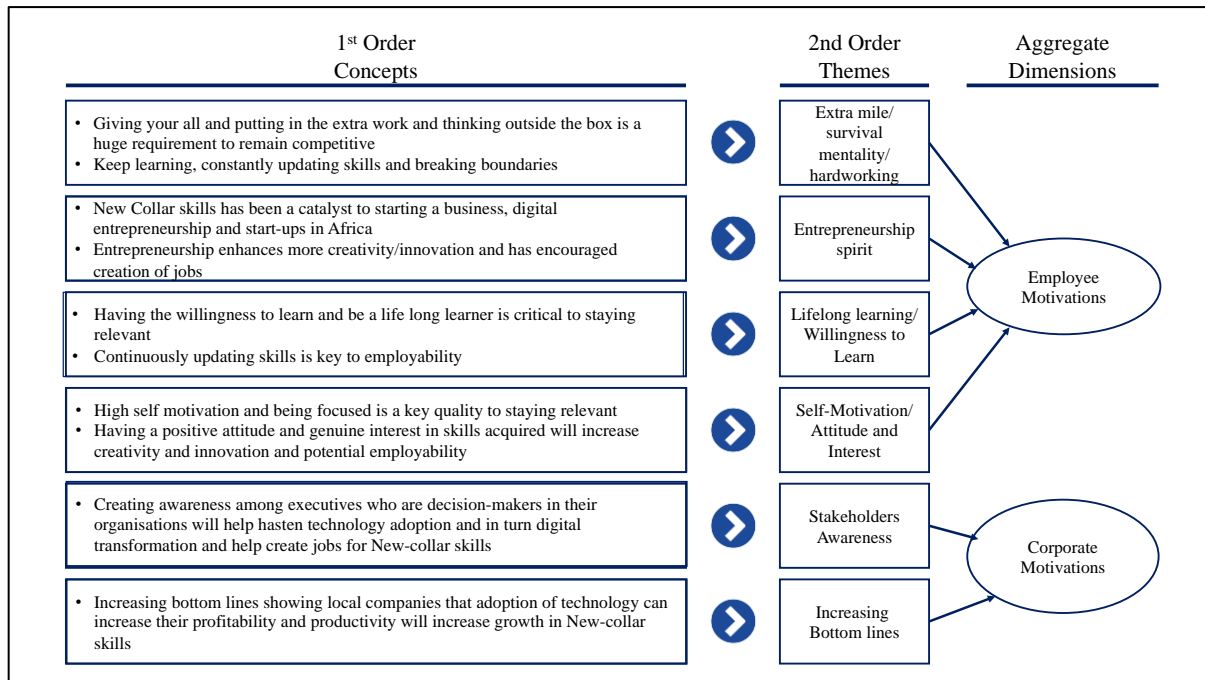 1st Order
Concepts
2nd Order
Themes
Aggregate
Dimensions
• Giving your all and putting in the extra work and thinking outside the box is a
huge requirement to remain competitive
• Keep learning, constantly updating skills and breaking boundaries
Extra mile/
survival
mentality/
hardworking
• New Collar skills has been a catalyst to starting a business, digital
entrepreneurship and start-ups in Africa
• Entrepreneurship enhances more creativity/innovation and has encouraged
creation of jobs
Entrepreneurship
spirit
Employee
Motivations
• Having the willingness to learn and be a life long learner is critical to staying
relevant
• Continuously updating skills is key to employability
Lifelong learning/
Willingness to
Learn
• High self motivation and being focused is a key quality to staying relevant
• Having a positive attitude and genuine interest in skills acquired will increase
creativity and innovation and potential employability
Self-Motivation/
Attitude and
Interest
• Creating awareness among executives who are decision-makers in their
organisations will help hasten technology adoption and in turn digital
transformation and help create jobs for New-collar skills
Stakeholders
Awareness
Corporate
Motivations
• Increasing bottom lines showing local companies that adoption of technology can
increase their profitability and productivity will increase growth in New-collar
skills
Increasing
Bottom lines